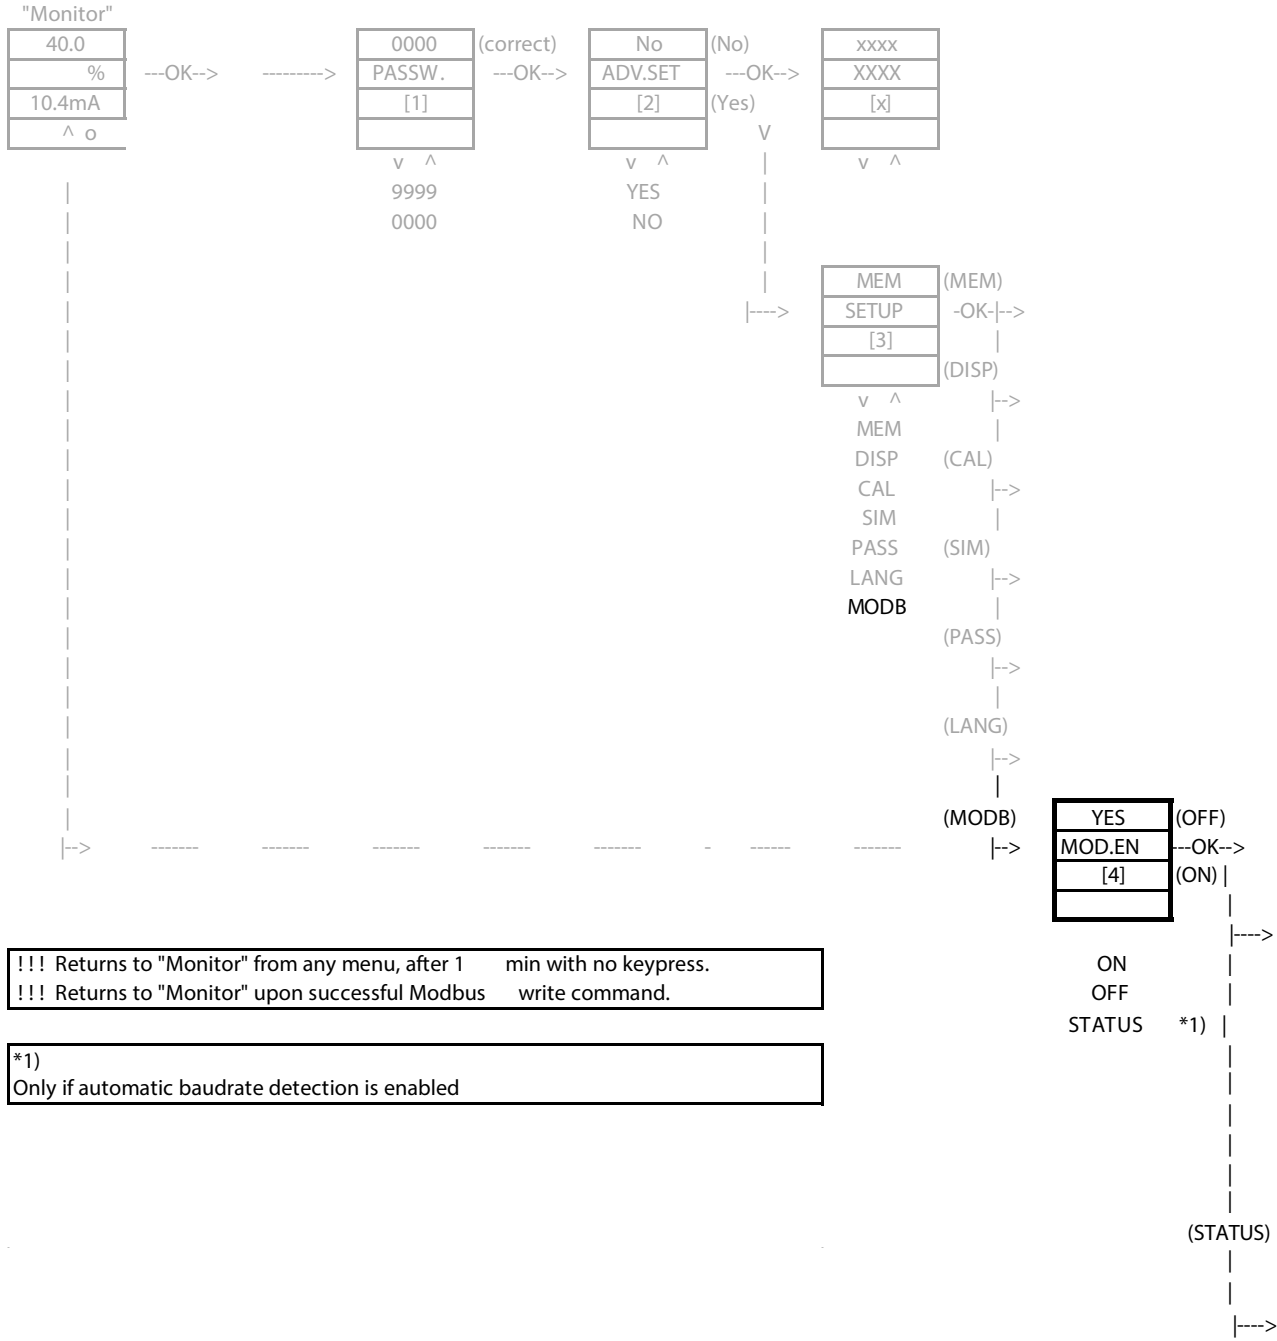 "Monitor"
40.0 0000 (correct) No (No) xxxx
% ---OK--> ---------> PASSW. ---OK--> ADV.SET ---OK--> XXXX
10.4mA [1] [2] (Yes) [x]
^ o V
v ^ v ^ | v ^
| 9999 YES |
| 0000 NO |
| |
| | MEM (MEM)
| |----> SETUP -OK-|-->
| [3] |
| (DISP)
| v ^ |-->
| MEM |
| DISP (CAL)
| CAL |-->
| SIM |
| PASS (SIM)
| LANG |-->
| MODB |
| (PASS)
| |-->
| |
| (LANG)
| |-->
| |
| (MODB) YES (OFF)
|--> ------- ------- ------- ------- ------- - ------ ------- |--> MOD.EN ---OK-->
[4] (ON) |
|
|---->
!!! Returns to "Monitor" from any menu, after 1 min with no keypress. ON |
!!! Returns to "Monitor" upon successful Modbus write command. OFF |
STATUS *1) |
*1) |
Only if automatic baudrate detection is enabled |
|
|
|
|
(STATUS)
|
|
|---->